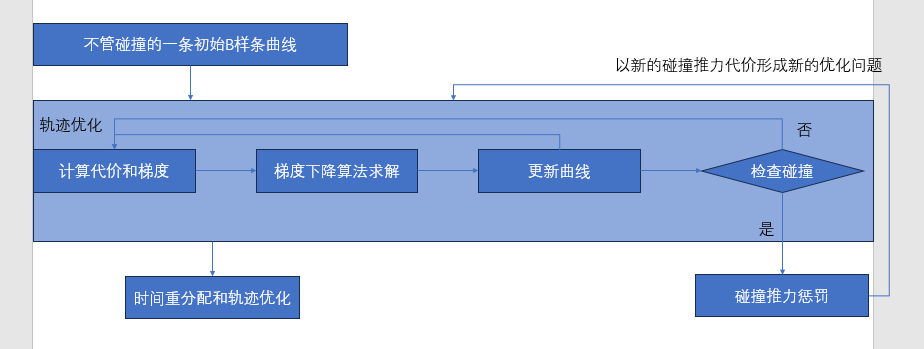 不管碰撞的一条初始B样条曲线
以新的碰撞推力代价形成新的优化问题
轨迹优化
否
计算代价和梯度
梯度下降算法求解
更新曲线
检查碰撞
是
时间重分配和轨迹优化
碰撞推力惩罚